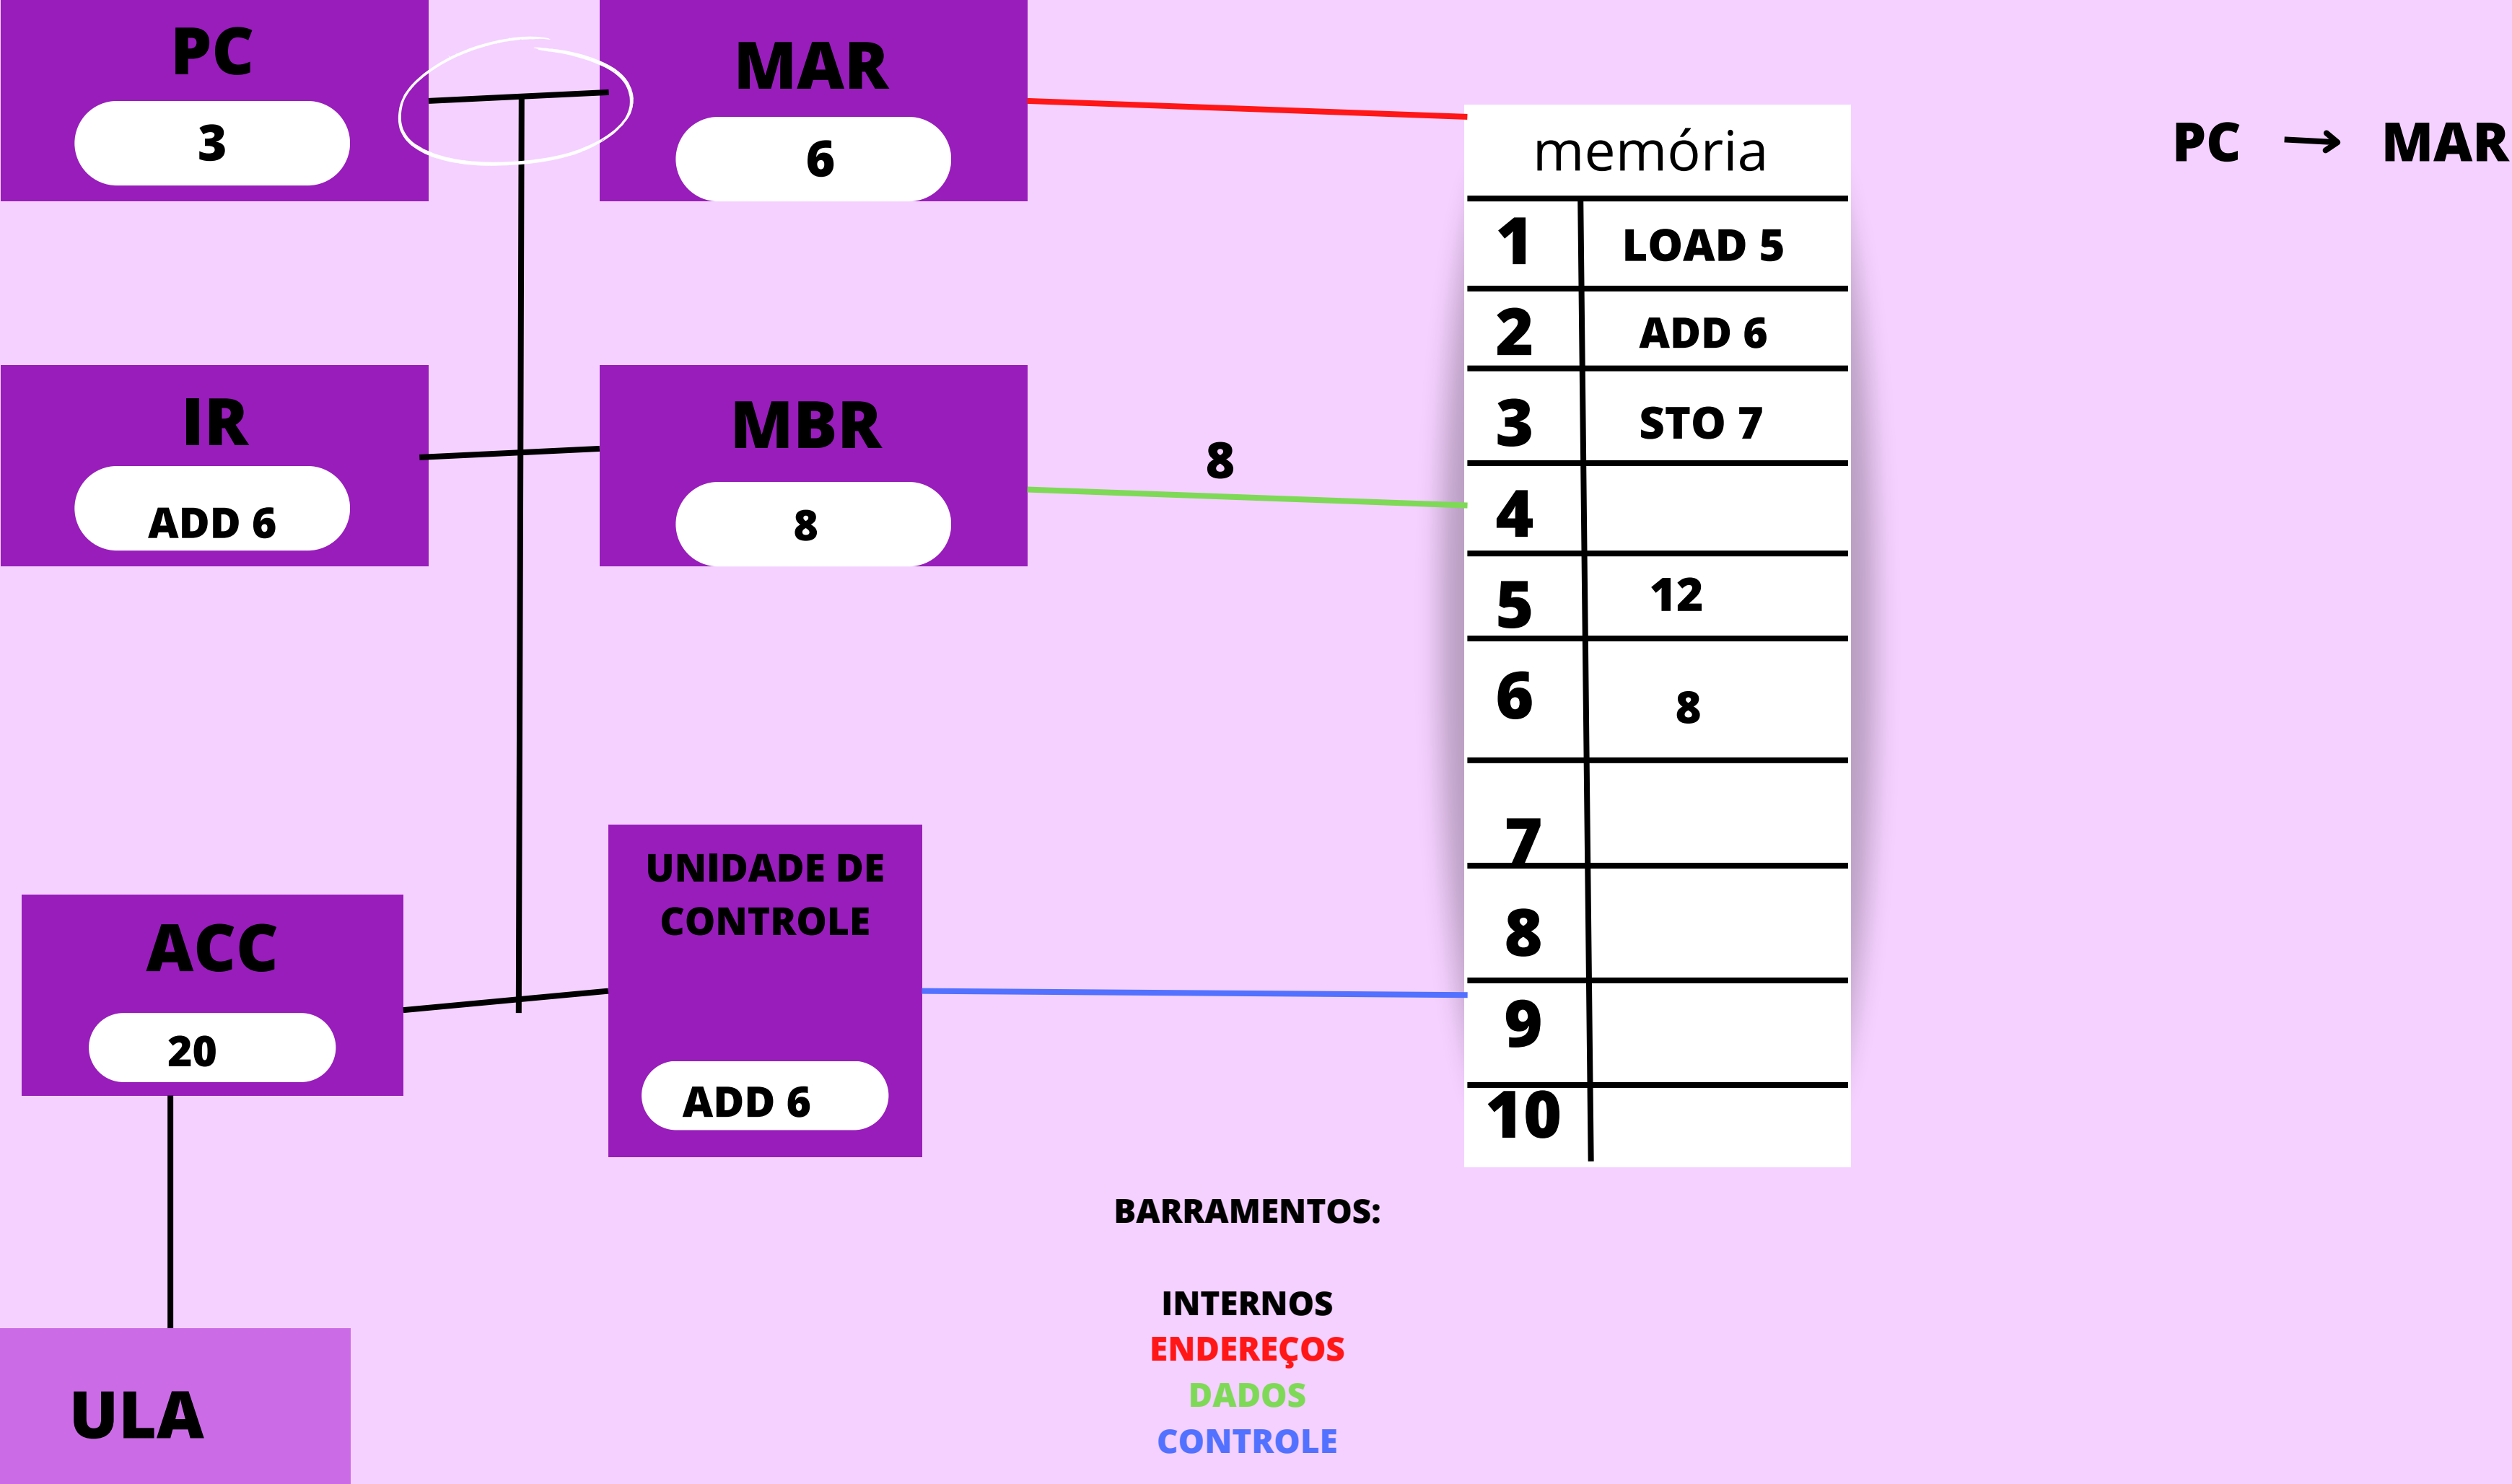 PC
3
MAR
6
PC → MAR
IR
ADD 6
MBR
8
8
ACC
20
UNIDADE DE
CONTROLE
ADD 6
ULA
memória
1 LOAD 5
2 ADD 6
3 STO 7
4
5 12
6 8
7
8
9
10
BARRAMENTOS:
INTERNOS
ENDEREÇOS
DADOS
CONTROLE